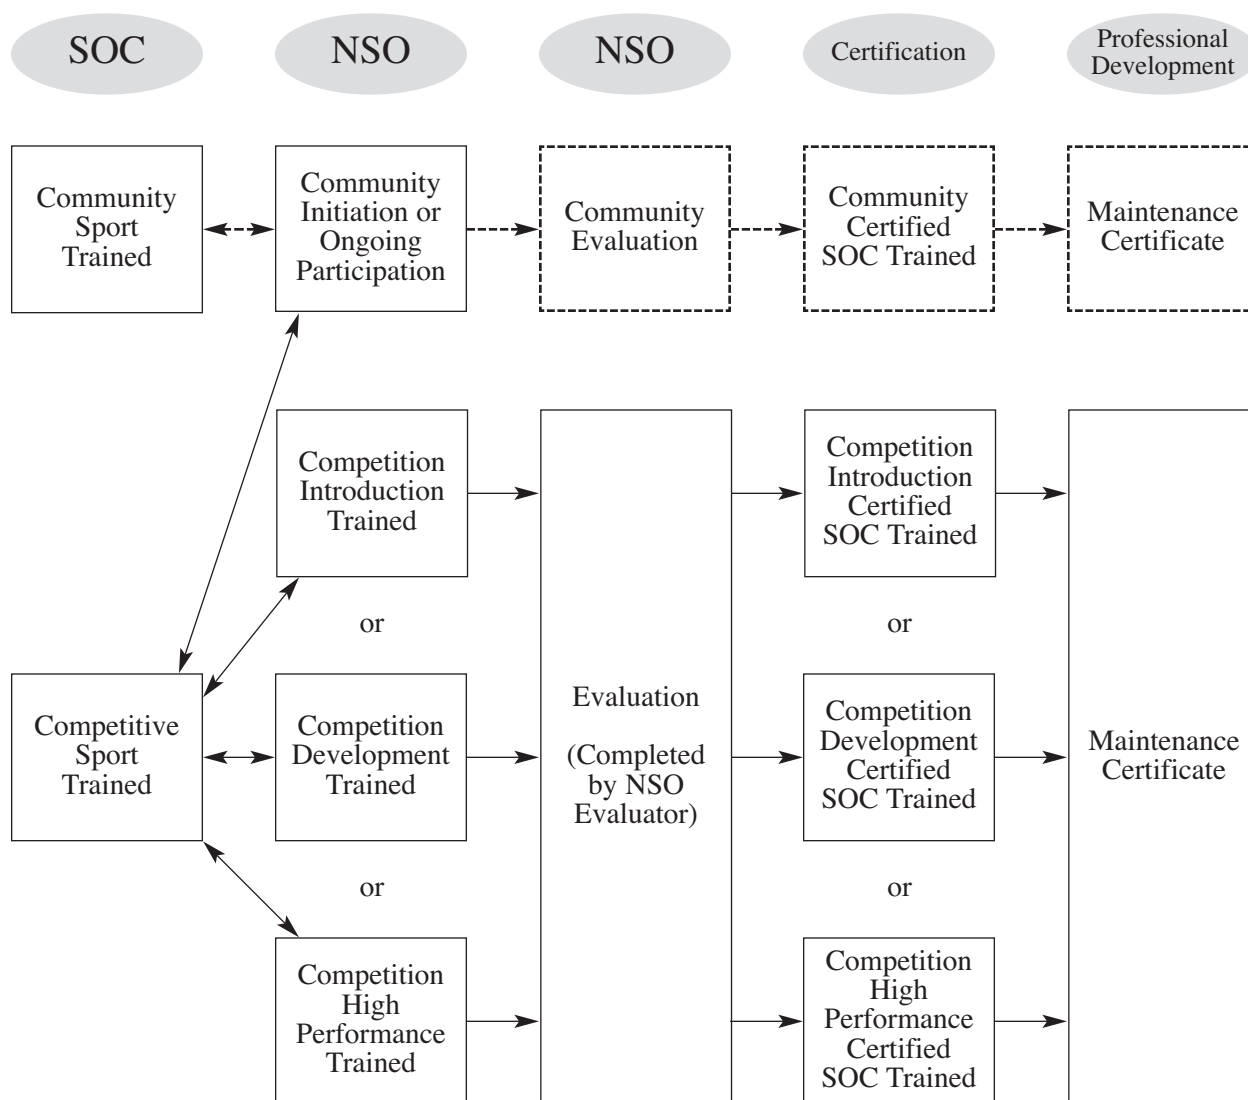 SOC
NSO
NSO
Certification
Professional
Development
Community
Sport
Trained
Community
Initiation or
Ongoing
Participation
Community
Evaluation
Community
Certified
SOC Trained
Maintenance
Certificate
Competition
Introduction
Trained
Competition
Introduction
Certified
SOC Trained
or
or
Competitive
Sport
Trained
Competition
Development
Trained
Evaluation
(Completed
by NSO
Evaluator)
Competition
Development
Certified
SOC Trained
Maintenance
Certificate
or
or
Competition
High
Performance
Trained
Competition
High
Performance
Certified
SOC Trained